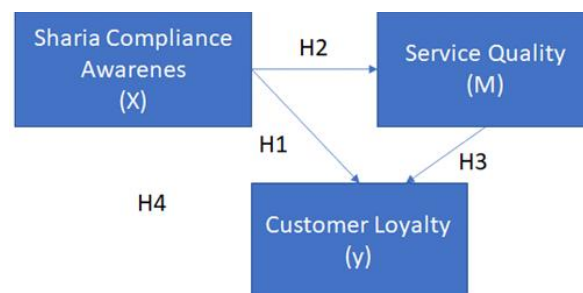 Sharia Compliance
Awarenes
(X)
H2
Service Quality
(M)
H1
H3
H4
Customer Loyalty
(y)